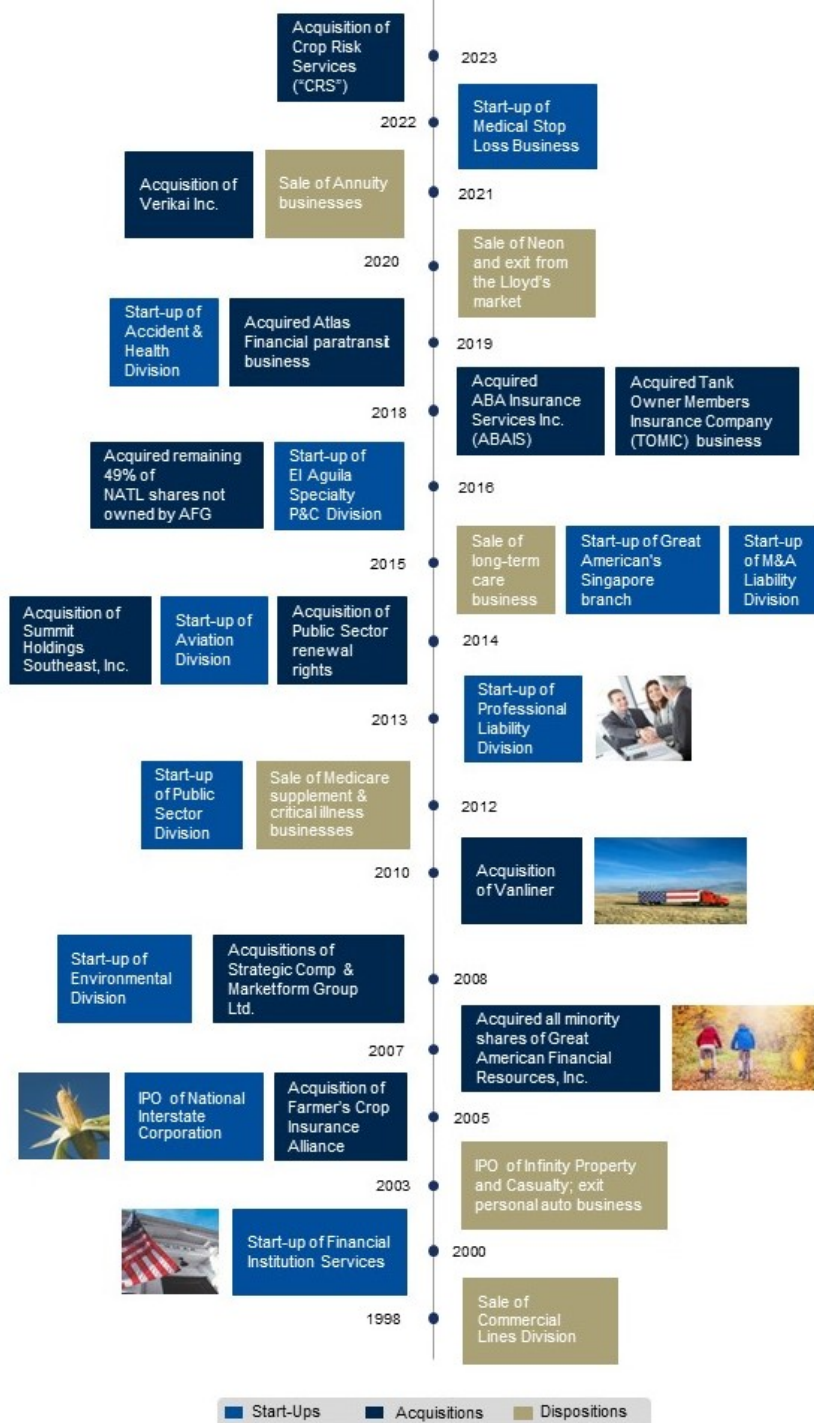 Acquisition of
Crop Risk
Services
("CRS")
2023
2022
Start-up of
Medical Stop
Loss Business
Acquisition of
Verikai Inc.
Sale of Annuity
businesses
2021
2020
Sale of Neon
and exit from
the Lloyd's
market
Start-up of
Accident &
Health
Division
Acquired Atlas
Financial paratransit
business
2019
2018
Acquired
ABA Insurance
Services Inc.
(ABAIS)
Acquired Tank
Owner Members
Insurance Company
(TOMIC) business
Acquired remaining
49% of
NATL shares not
owned by AFG
Start-up of
El Aguila
Specialty
P&C Division
2016
2015
Sale of
long-term
care
business
Start-up of Great
American's
Singapore
branch
Start-up
of M&A
Liability
Division
Acquisition of
Summit
Holdings
Southeast, Inc.
Start-up of
Aviation
Division
Acquisition of
Public Sector
renewal
rights
2014
2013
Start-up of
Professional
Liability
Division
Start-up
of Public
Sector
Division
Sale of Medicare
supplement &
critical illness
businesses
2012
2010
Acquisition
of Vanliner
Start-up of
Environmental
Division
Acquisitions of
Strategic Comp &
Marketform Group
Ltd.
2008
2007
Acquired all minority
shares of Great
American Financial
Resources, Inc.
IPO of National
Interstate
Corporation
Acquisition of
Farmer's Crop
Insurance
Alliance
2005
2003
IPO of Infinity Property
and Casualty; exit
personal auto business
Start-up of Financial
Institution Services
2000
1998
Sale of
Commercial
Lines Division
Start-Ups
Acquisitions
Dispositions